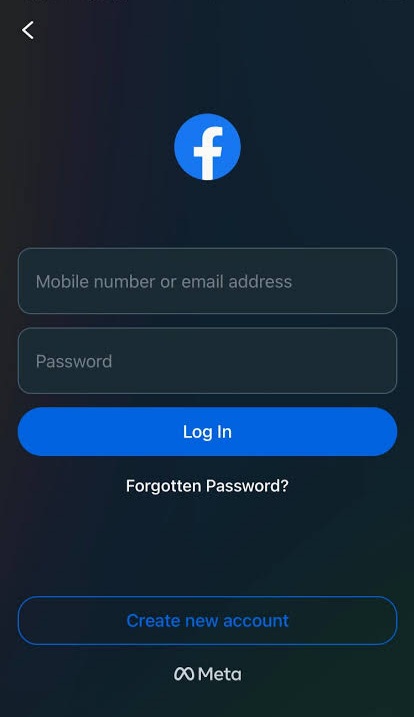 Mobile number or email address
Password
Log In
Forgotten Password?
Create new account
Meta